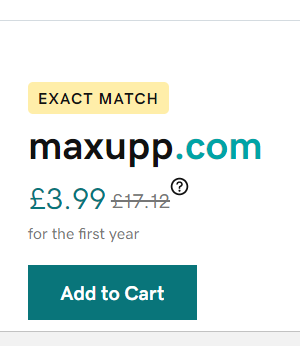 EXACT MATCH
maxupp.com
£3.99 £17.12 ?
for the first year
Add to Cart